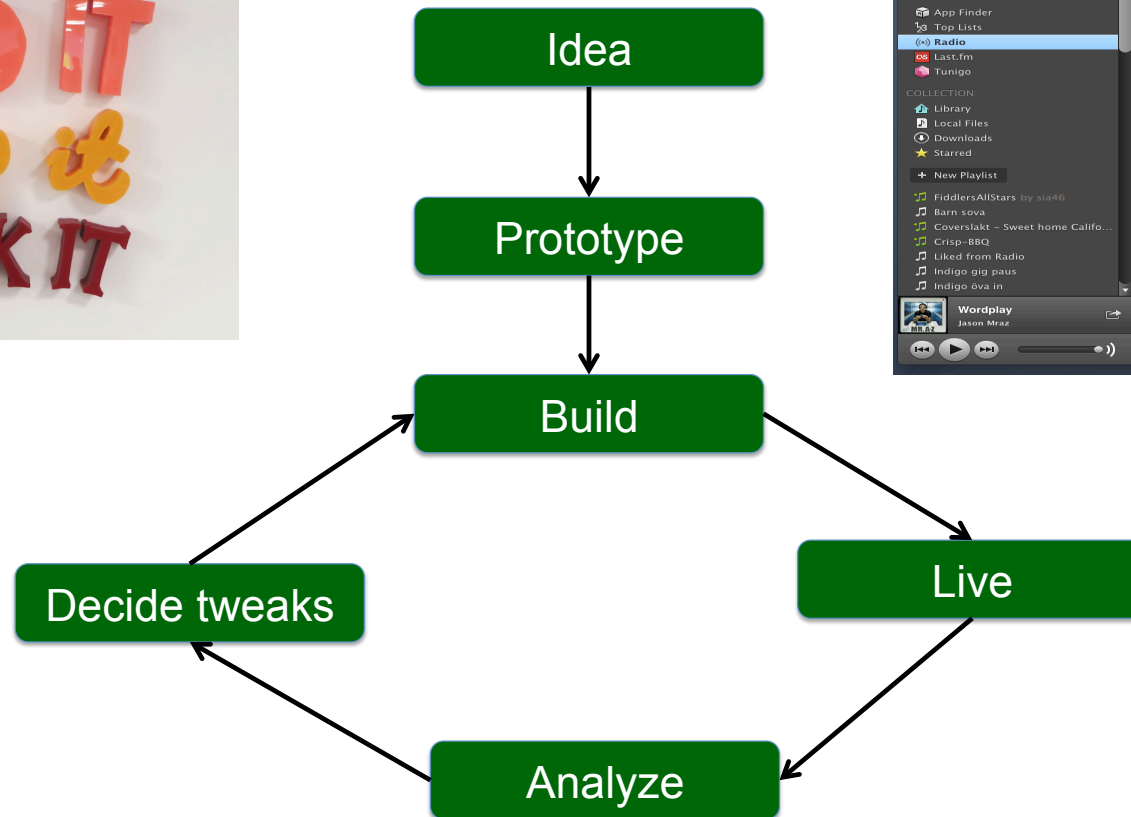 IT
it
K IT
Idea
Prototype
Build
Live
Decide tweaks
Analyze
App Finder
Top Lists
Radio
Last.fm
Tunigo
COLLECTION
Library
Local Files
Downloads
Starred
+ New Playlist
FiddlersAllStars by sia46
Barn sova
Coverslakt – Sweet home Califo...
Crisp-BBQ
Liked from Radio
Indigo gig paus
Indigo öva in
MR. A-Z
Wordplay
Jason Mraz